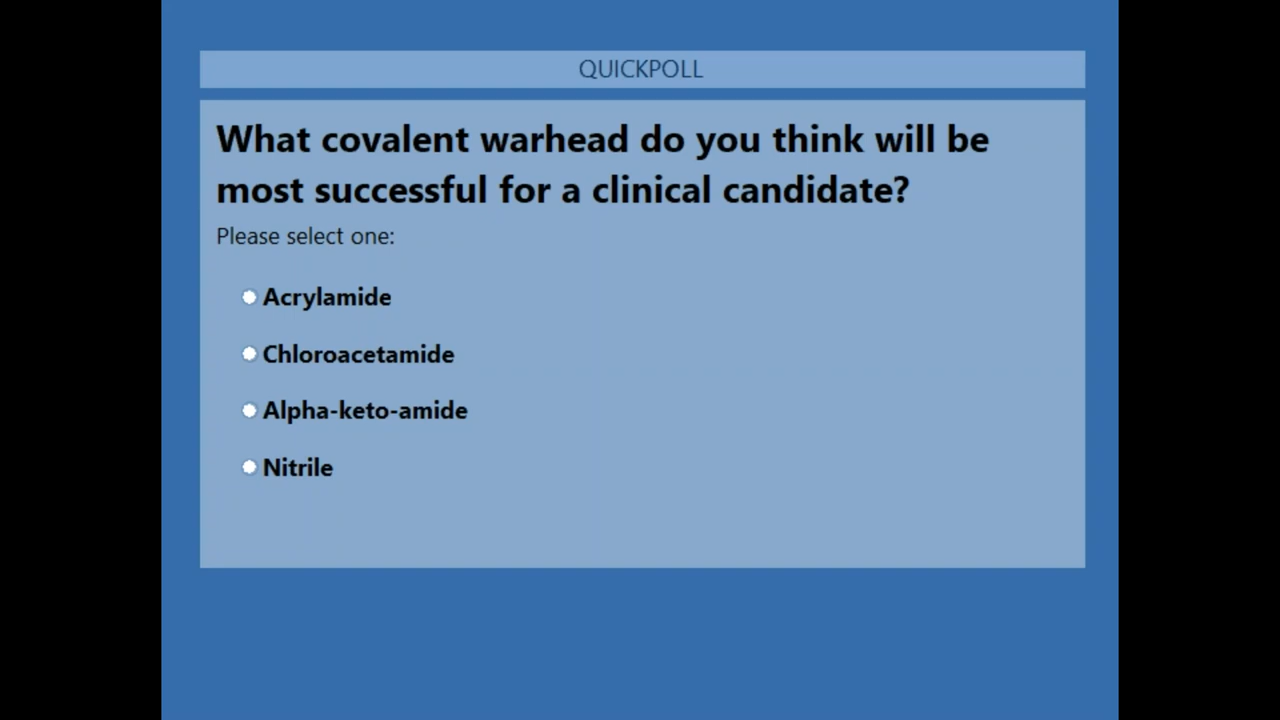 QUICKPOLL
What covalent warhead do you think will be
most successful for a clinical candidate?
Please select one:
Acrylamide
Chloroacetamide
Alpha-keto-amide
Nitrile